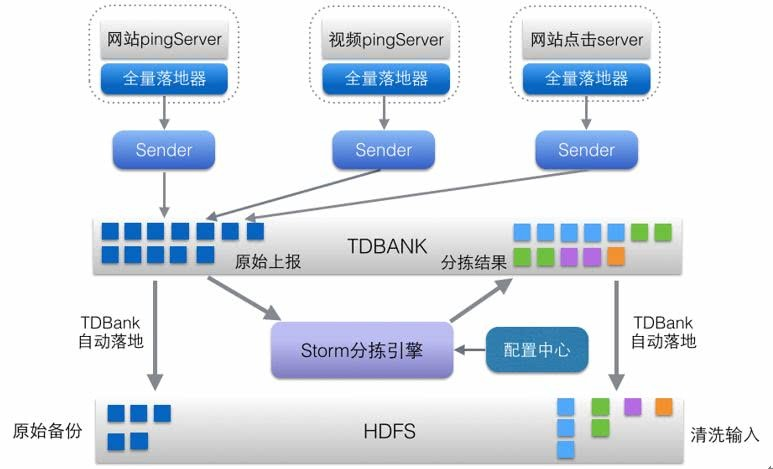 网站pingServer
视频pingServer
网站点击server
全量落地器
全量落地器
全量落地器
Sender
Sender
Sender
TDBANK
原始上报
分拣结果
TDBank
自动落地
TDBank
自动落地
Storm分拣引擎
配置中心
原始备份
HDFS
清洗输入